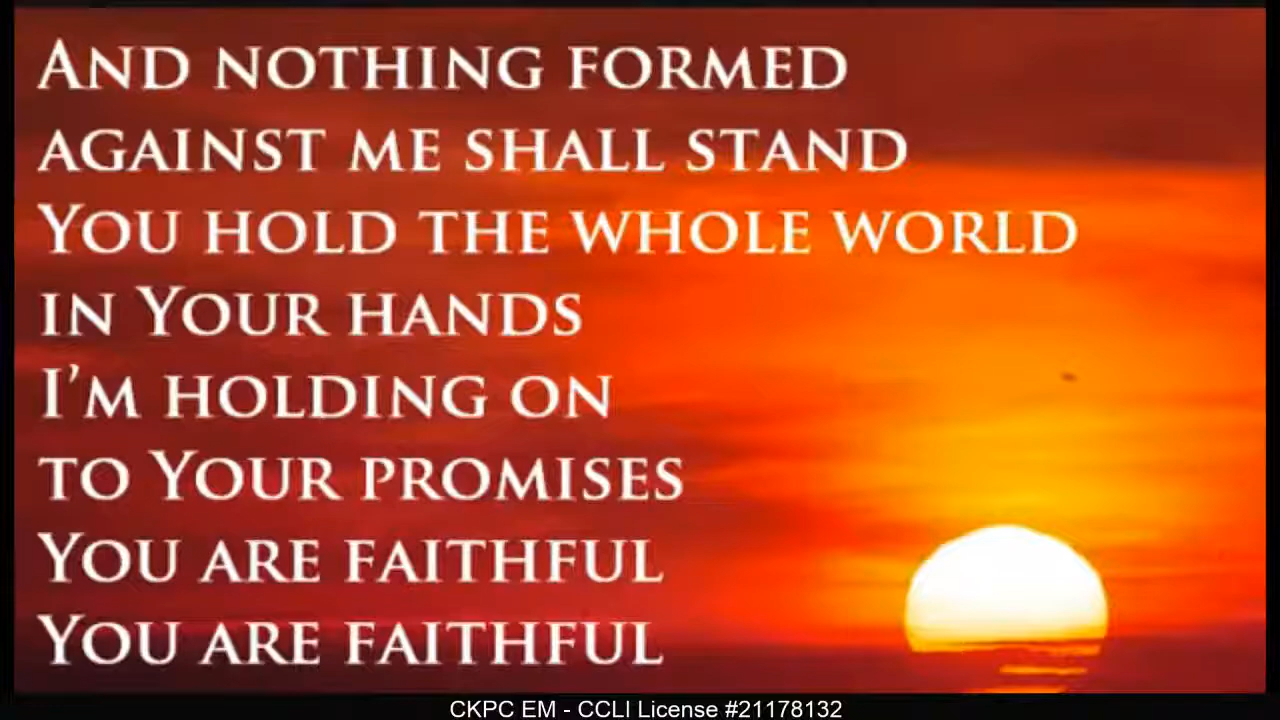 And nothing formed
against me shall stand
You hold the whole world
in Your hands
I'm holding on
to Your promises
You are faithful
You are faithful
CKPC EM - CCLI License #21178132